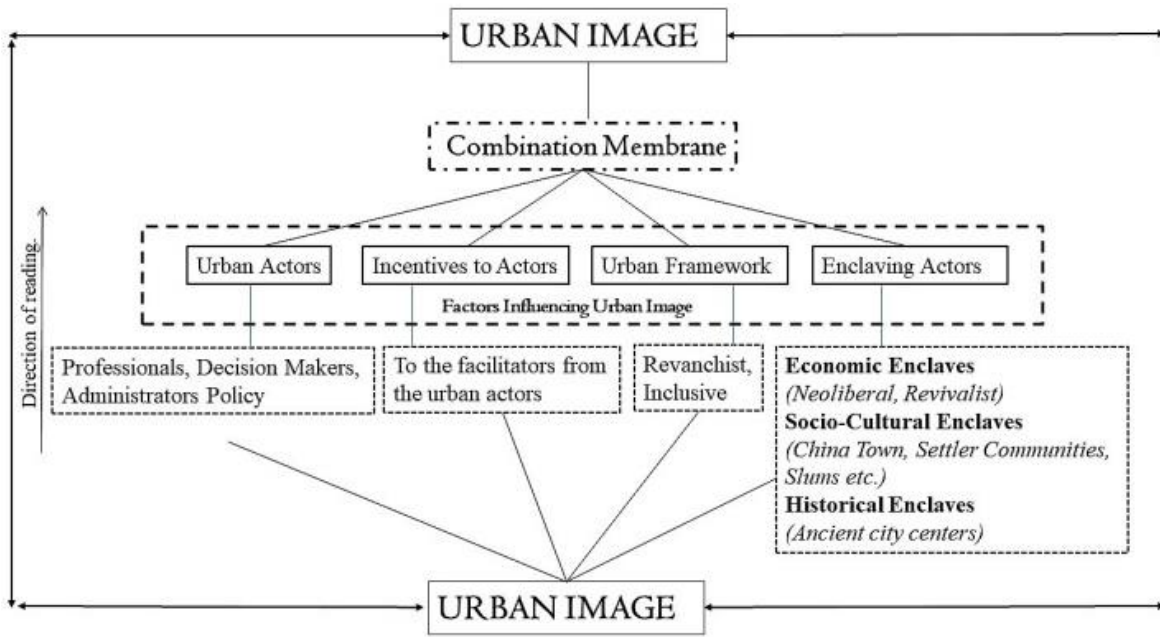 URBAN IMAGE
Combination Membrane
Direction of reading.
Urban Actors
Incentives to Actors
Urban Framework
Enclaving Actors
Factors Influencing Urban Image
Professionals, Decision Makers,
Administrators Policy
To the facilitators from
the urban actors
Revanchist,
Inclusive
Economic Enclaves
(Neoliberal, Revivalist)
Socio-Cultural Enclaves
(China Town, Settler Communities,
Slums etc.)
Historical Enclaves
(Ancient city centers)
URBAN IMAGE